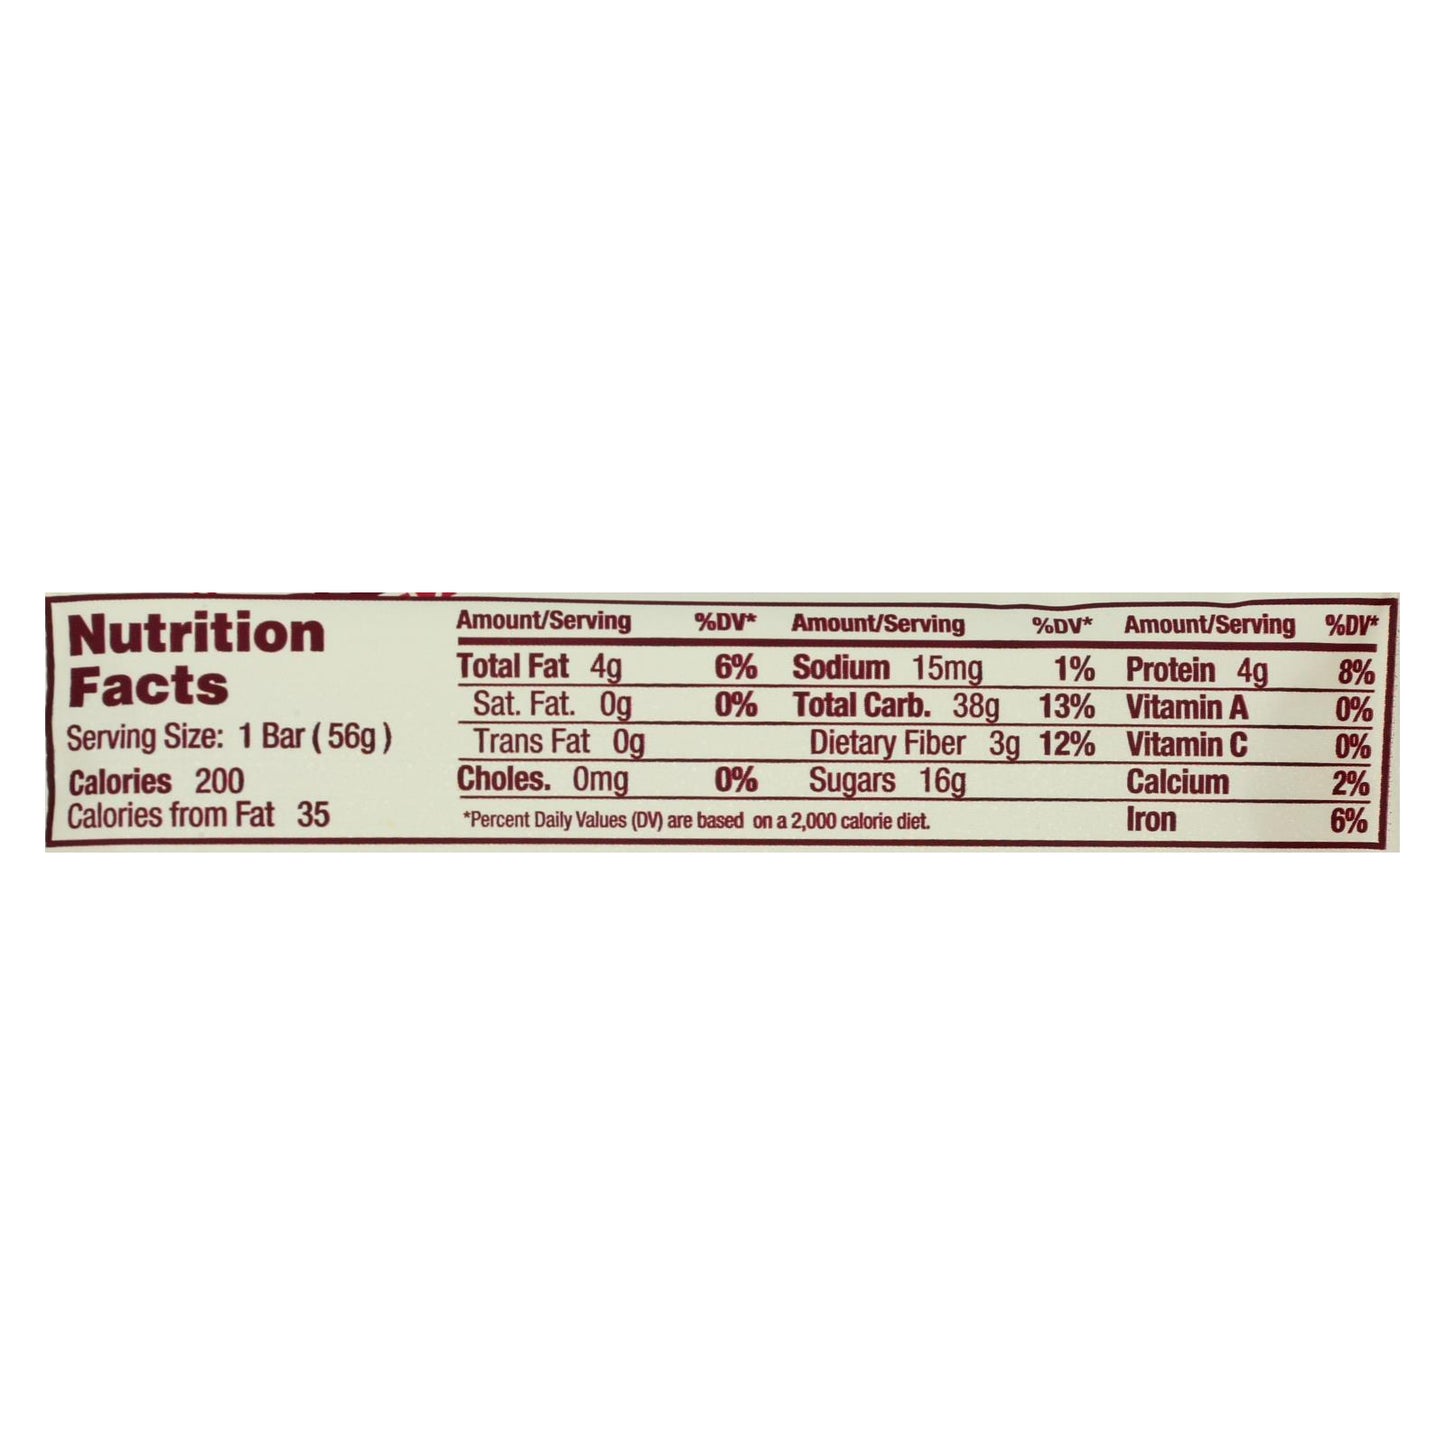 Nutrition
Facts
Serving Size: 1 Bar ( 56g )
Calories 200
Calories from Fat 35
Amount/Serving %DV*
Total Fat 4g 6%
Sat. Fat. 0g 0%
Trans Fat 0g
Choles. 0mg 0%
Amount/Serving %DV*
Sodium 15mg 1%
Total Carb. 38g 13%
Dietary Fiber 3g 12%
Sugars 16g
*Percent Daily Values (DV) are based on a 2,000 calorie diet.
Amount/Serving %DV*
Protein 4g 8%
Vitamin A 0%
Vitamin C 0%
Calcium 2%
Iron 6%